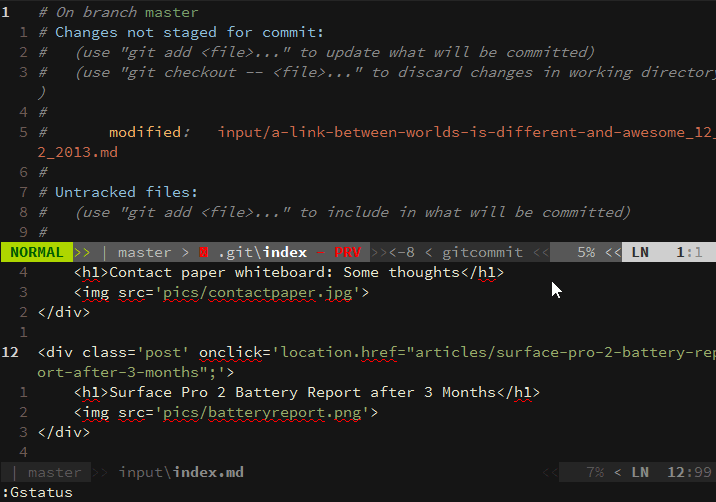 1 # On branch master
1 # Changes not staged for commit:
2 #   (use "git add <file>..." to update what will be committed)
3 #   (use "git checkout -- <file>..." to discard changes in working directory
)
4 #
5 #       modified:   input/a-link-between-worlds-is-different-and-awesome_12_
2_2013.md
6 #
7 # Untracked files:
8 #   (use "git add <file>..." to include in what will be committed)
9 #
NORMAL >> | master > .git\index - PRV >><-8 < gitcommit << 5% << LN 1:1
4     <h1>Contact paper whiteboard: Some thoughts</h1>
3     <img src='pics/contactpaper.jpg'>
2 </div>
1
12 <div class='post' onclick='location.href="articles/surface-pro-2-battery-rep
ort-after-3-months";'>
1     <h1>Surface Pro 2 Battery Report after 3 Months</h1>
2     <img src='pics/batteryreport.png'>
3 </div>
4
| master >> input\index.md << 7% < LN 12:99
:Gstatus